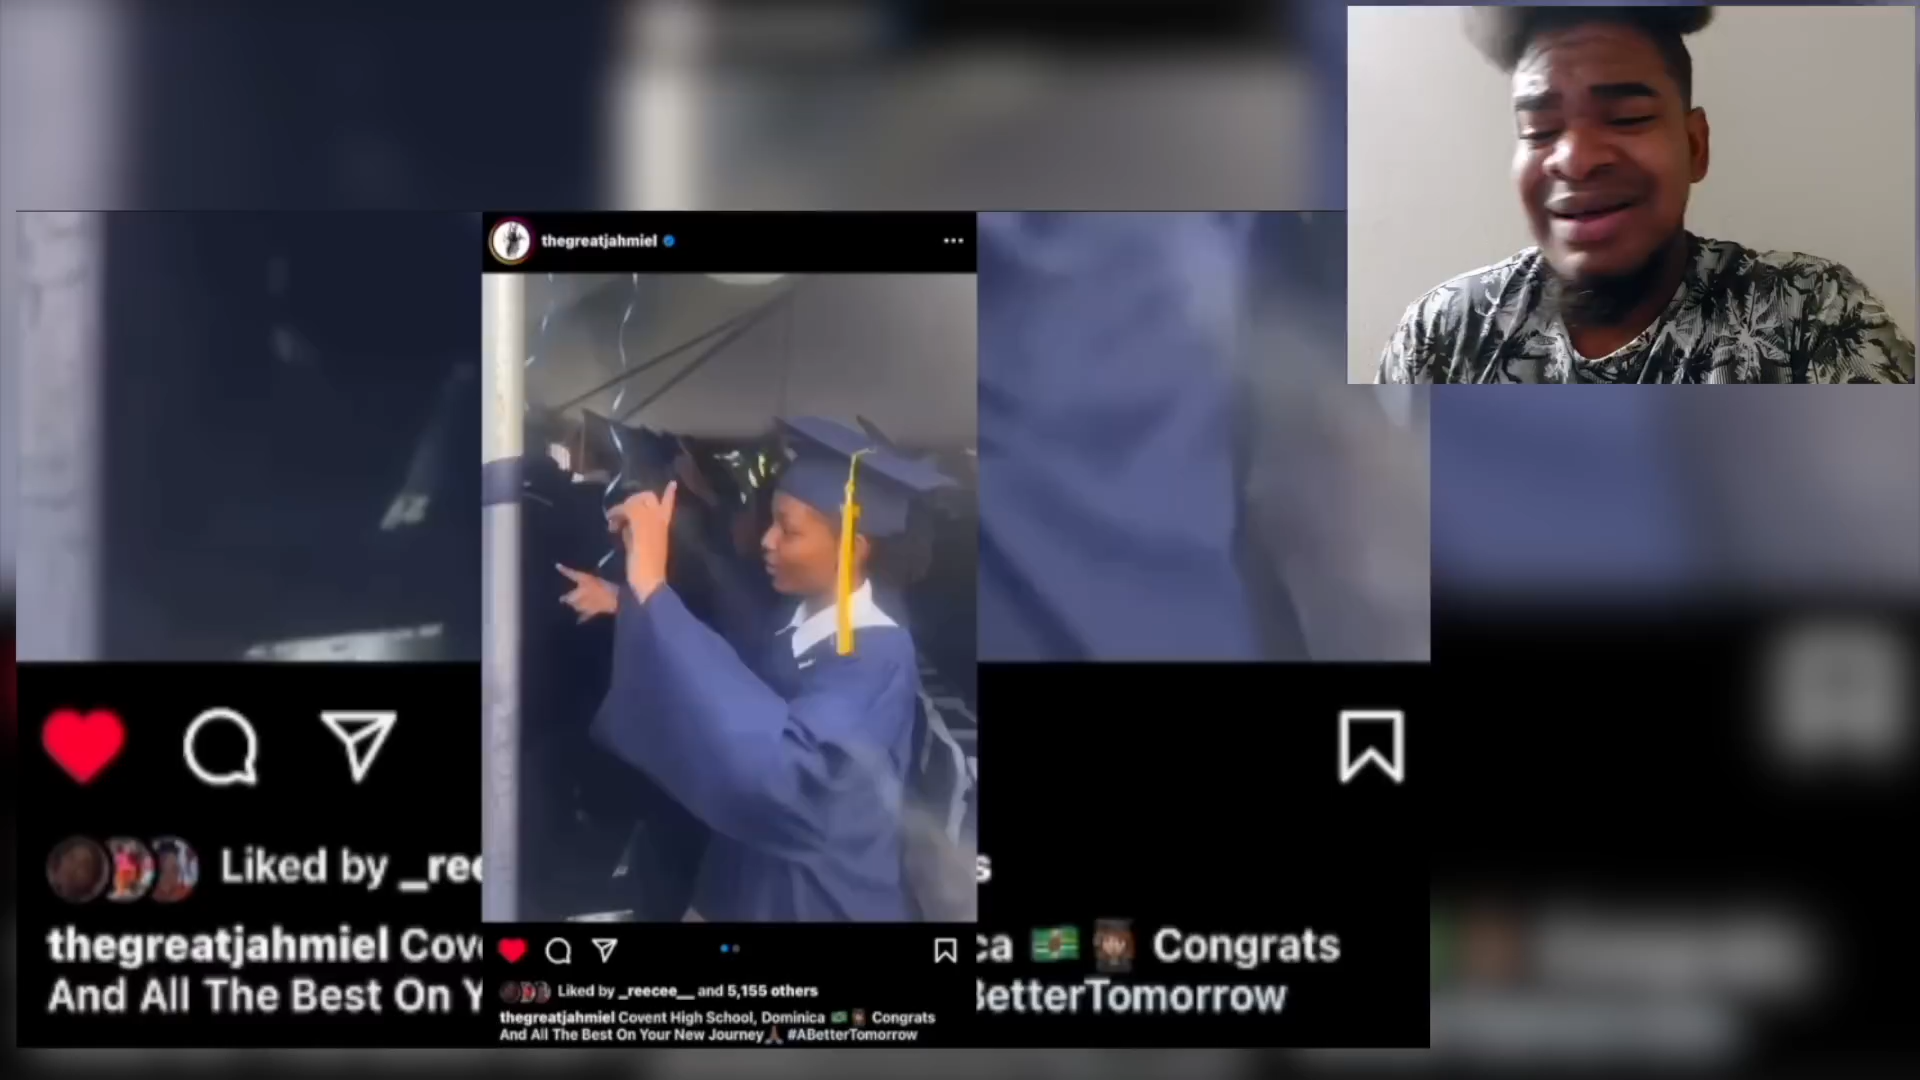 thegreatjahmiel
Liked by _ree
s
thegreatjahmiel Cov
ca Congrats
And All The Best On Y
BetterTomorrow
Liked by _reecee__ and 5,155 others
thegreatjahmiel Covent High School, Dominica Congrats
And All The Best On Your New Journey #ABetterTomorrow